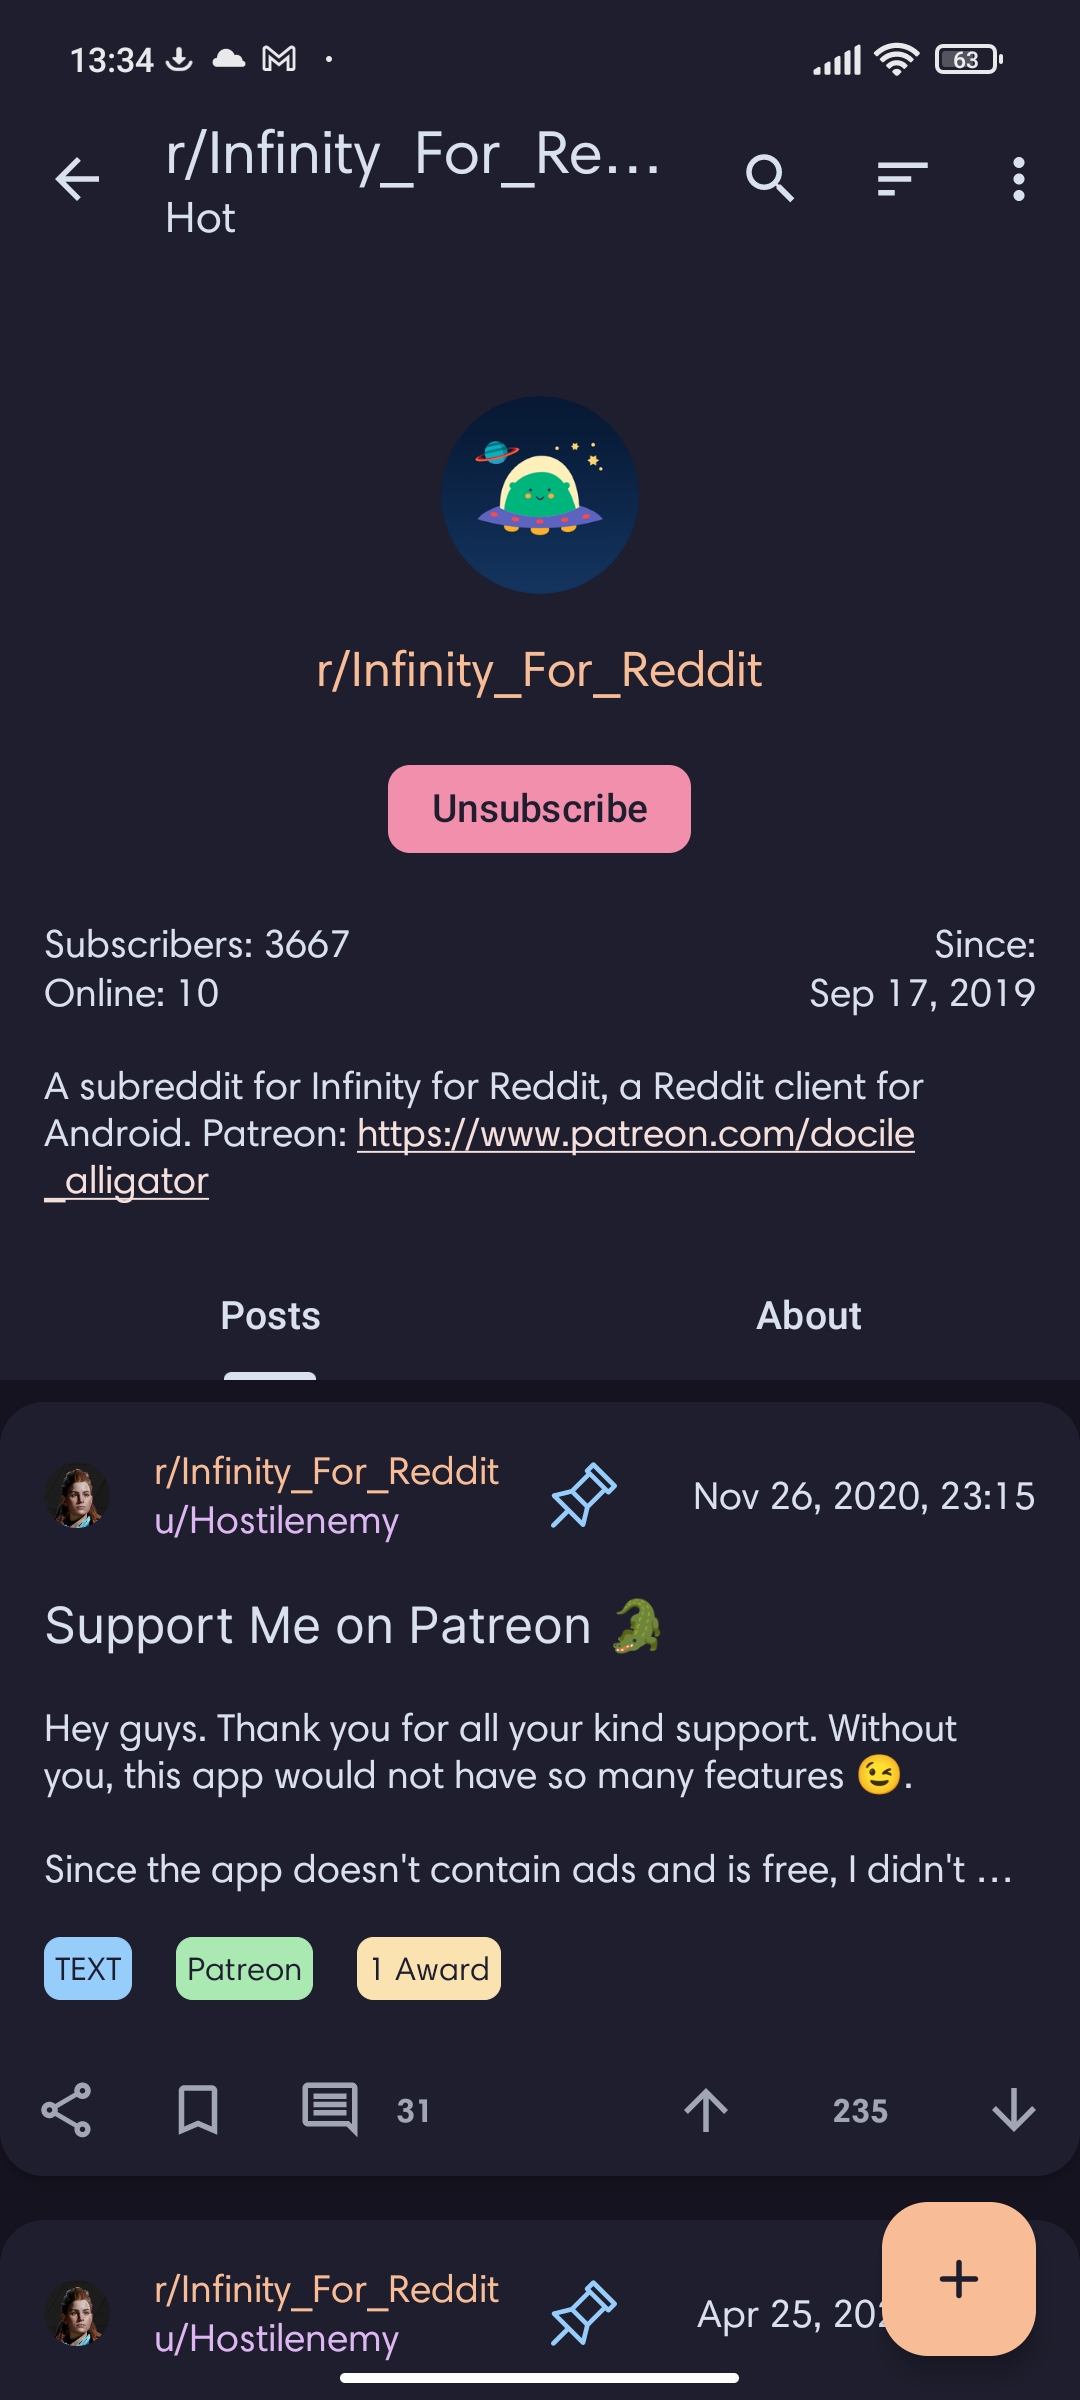 13:34
63
r/Infinity_For_Re...
Hot
r/Infinity_For_Reddit
Unsubscribe
Subscribers: 3667
Since:
Online: 10
Sep 17, 2019
A subreddit for Infinity for Reddit, a Reddit client for
Android. Patreon: https://www.patreon.com/docile
_alligator
Posts
About
r/Infinity_For_Reddit
u/Hostilenemy
Nov 26, 2020, 23:15
Support Me on Patreon 🐊
Hey guys. Thank you for all your kind support. Without
you, this app would not have so many features 😉.
Since the app doesn't contain ads and is free, I didn't ...
TEXT
Patreon
1 Award
31
235
r/Infinity_For_Reddit
u/Hostilenemy
Apr 25,